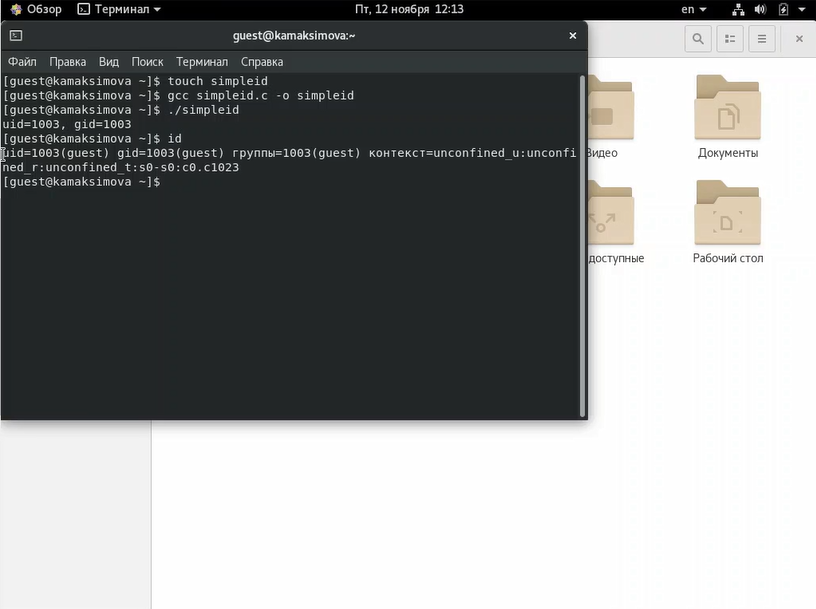 Обзор Терминал Пт, 12 ноября 12:13 en
guest@kamaksimova:~
Файл Правка Вид Поиск Терминал Справка
[guest@kamaksimova ~]$ touch simpleid
[guest@kamaksimova ~]$ gcc simpleid.c -o simpleid
[guest@kamaksimova ~]$ ./simpleid
uid=1003, gid=1003
[guest@kamaksimova ~]$ id
uid=1003(guest) gid=1003(guest) группы=1003(guest) контекст=unconfined_u:unconfi
ned_r:unconfined_t:s0-s0:c0.c1023
[guest@kamaksimova ~]$
Видео Документы
доступные Рабочий стол